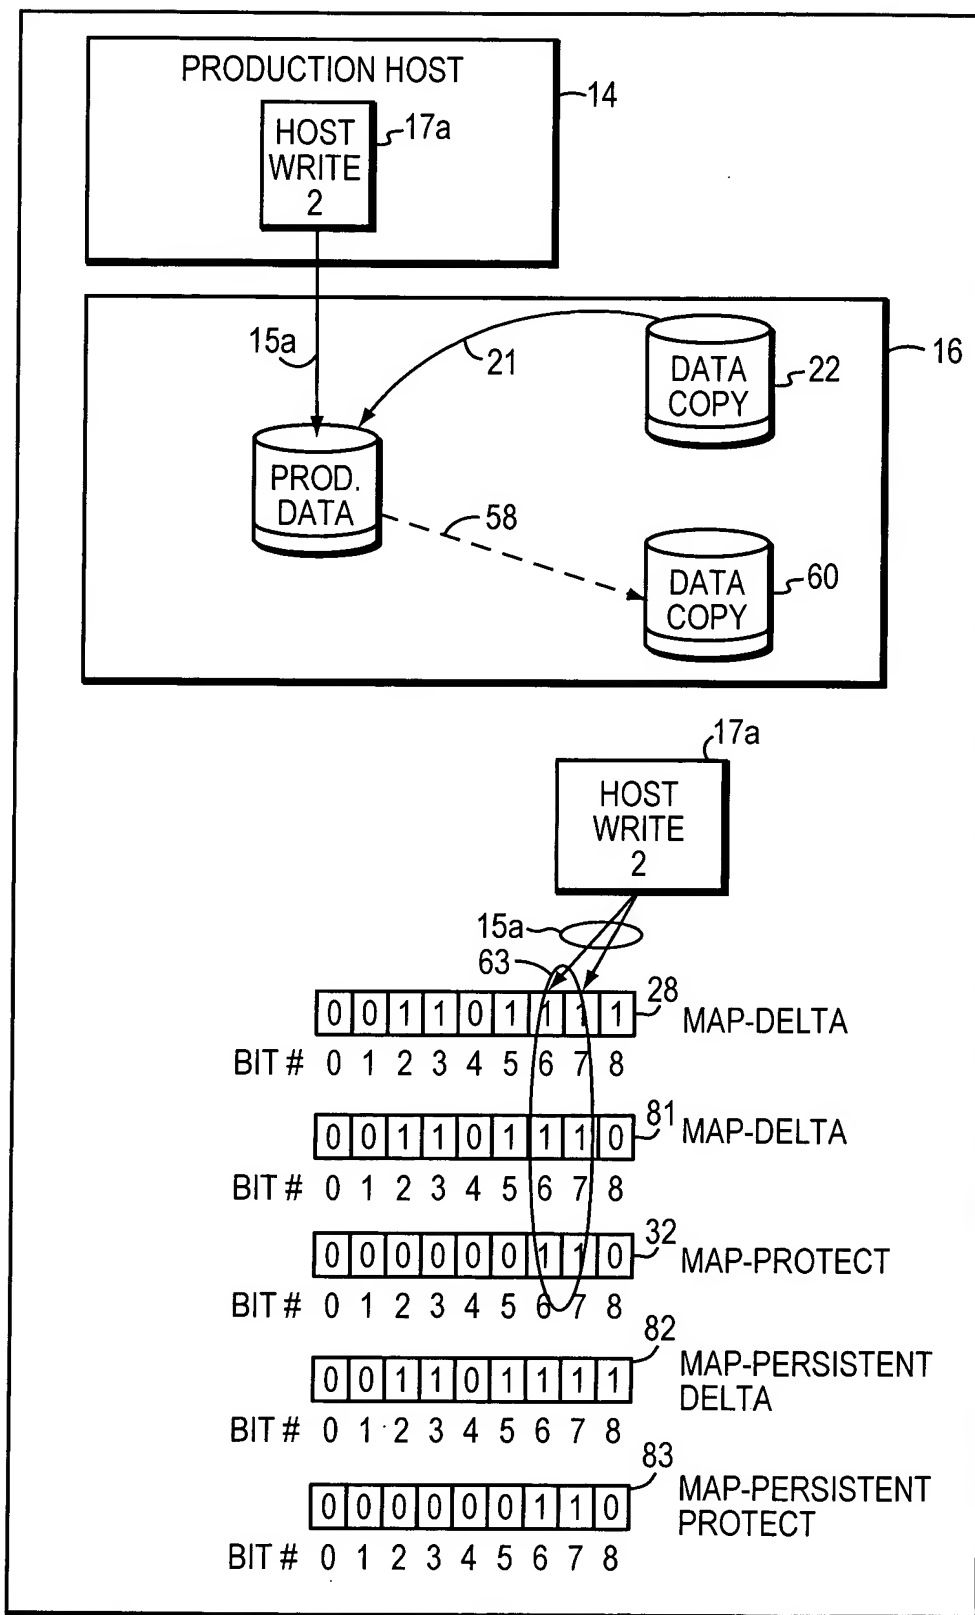 PRODUCTION HOST
14
HOST
WRITE
2
17a
15a
21
16
DATA
COPY
22
PROD.
DATA
58
DATA
COPY
60
17a
HOST
WRITE
2
15a
63
28
0 0 1 1 0 1 1 1 1 MAP-DELTA
BIT # 0 1 2 3 4 5 6 7 8
81
0 0 1 1 0 1 1 1 0 MAP-DELTA
BIT # 0 1 2 3 4 5 6 7 8
32
0 0 0 0 0 0 1 1 0 MAP-PROTECT
BIT # 0 1 2 3 4 5 6 7 8
82
0 0 1 1 0 1 1 1 1 MAP-PERSISTENT
DELTA
BIT # 0 1 2 3 4 5 6 7 8
83
0 0 0 0 0 0 1 1 0 MAP-PERSISTENT
PROTECT
BIT # 0 1 2 3 4 5 6 7 8